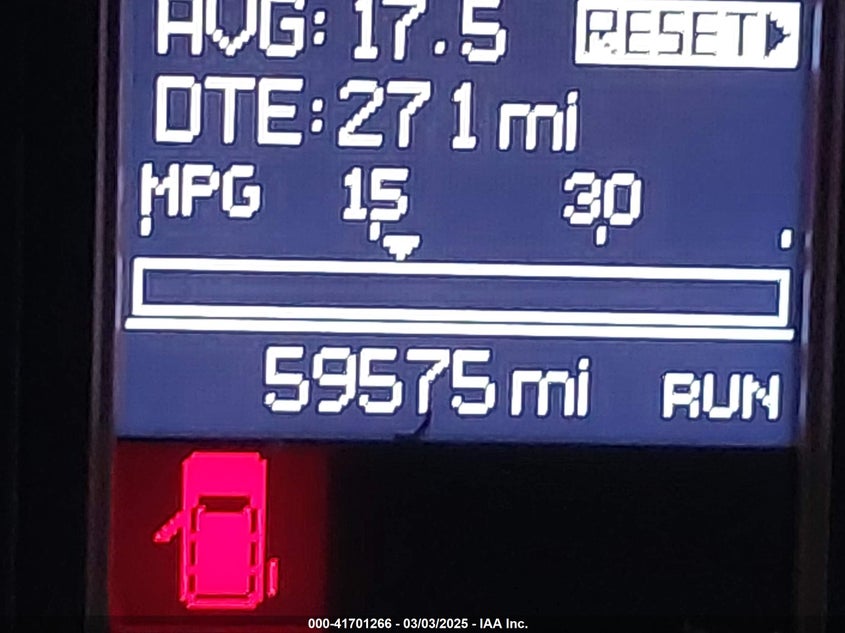 AVG: 17.5 RESET
DTE: 271 mi
MPG 15 30
59575 mi RUN
000-41701266 - 03/03/2025 - IAA Inc.